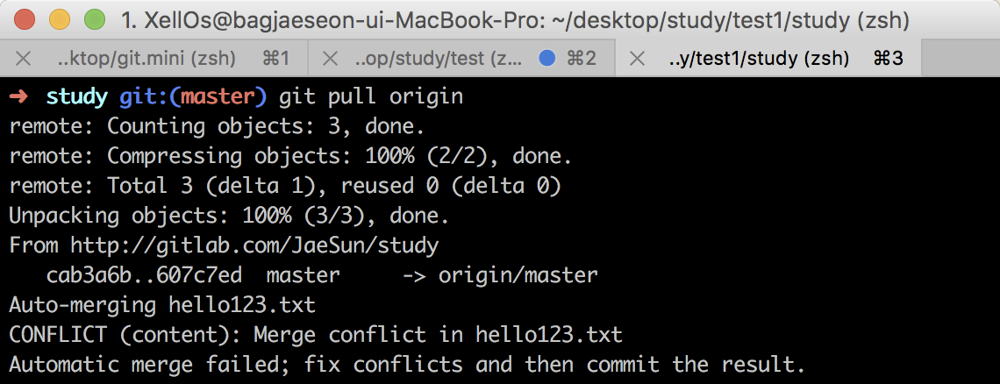 1. XellOs@bagjaeseon-ui-MacBook-Pro: ~/desktop/study/test1/study (zsh)
..ktop/git.mini (zsh) ⌘1 ..op/study/test (z... ⌘2 ..y/test1/study (zsh) ⌘3
➜ study git:(master) git pull origin
remote: Counting objects: 3, done.
remote: Compressing objects: 100% (2/2), done.
remote: Total 3 (delta 1), reused 0 (delta 0)
Unpacking objects: 100% (3/3), done.
From http://gitlab.com/JaeSun/study
   cab3a6b..607c7ed  master     -> origin/master
Auto-merging hello123.txt
CONFLICT (content): Merge conflict in hello123.txt
Automatic merge failed; fix conflicts and then commit the result.